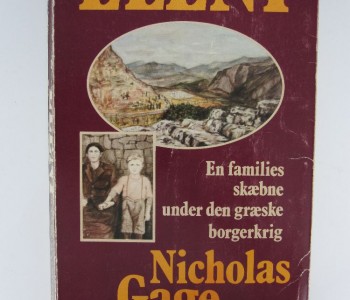 ELENI
En families
skæbne
under den græske
borgerkrig
Nicholas
Gage